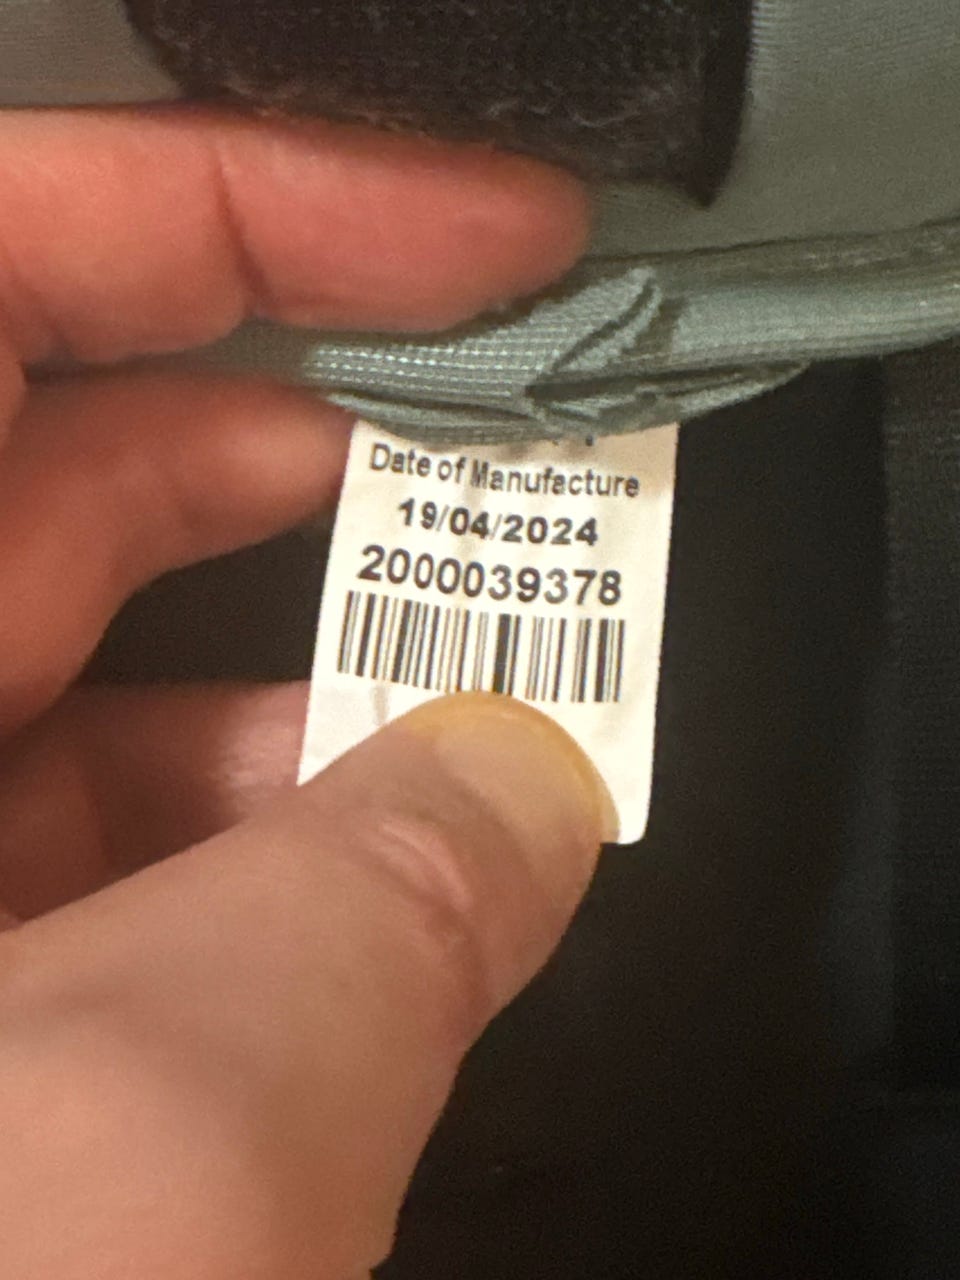 Date of Manufacture
19/04/2024
2000039378